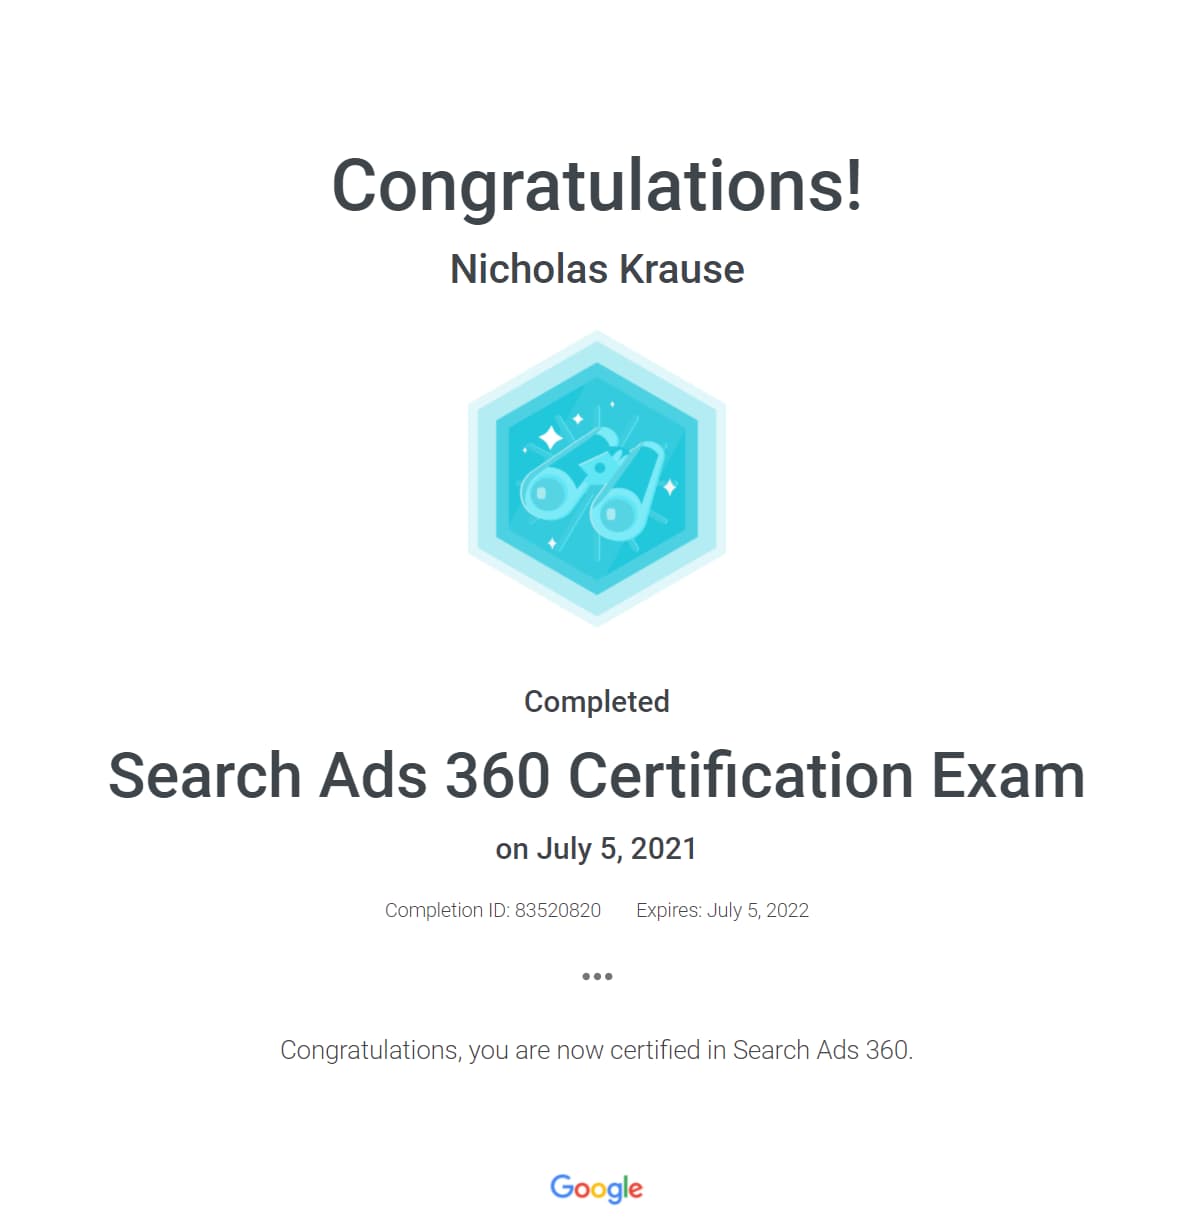 Congratulations!
Nicholas Krause
Completed
Search Ads 360 Certification Exam
on July 5, 2021
Completion ID: 83520820 Expires: July 5, 2022
•••
Congratulations, you are now certified in Search Ads 360.
Google